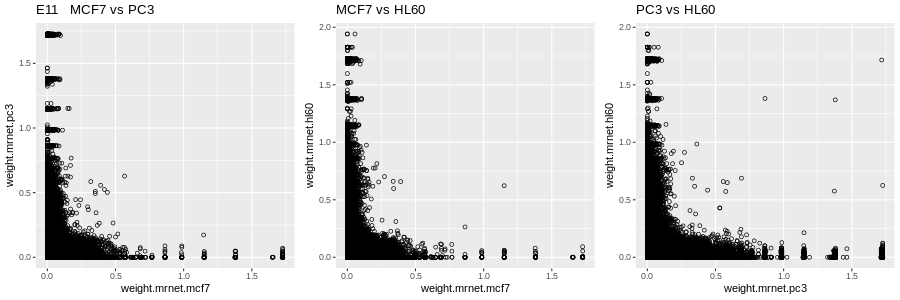 E11 MCF7 vs PC3
weight.mrnet.pc3
1.5
1.0
0.5
0.0
0.0 0.5 1.0 1.5
weight.mrnet.mcf7
MCF7 vs HL60
weight.mrnet.hl60
2.0
1.5
1.0
0.5
0.0
0.0 0.5 1.0 1.5
weight.mrnet.mcf7
PC3 vs HL60
weight.mrnet.hl60
2.0
1.5
1.0
0.5
0.0
0.0 0.5 1.0 1.5
weight.mrnet.pc3